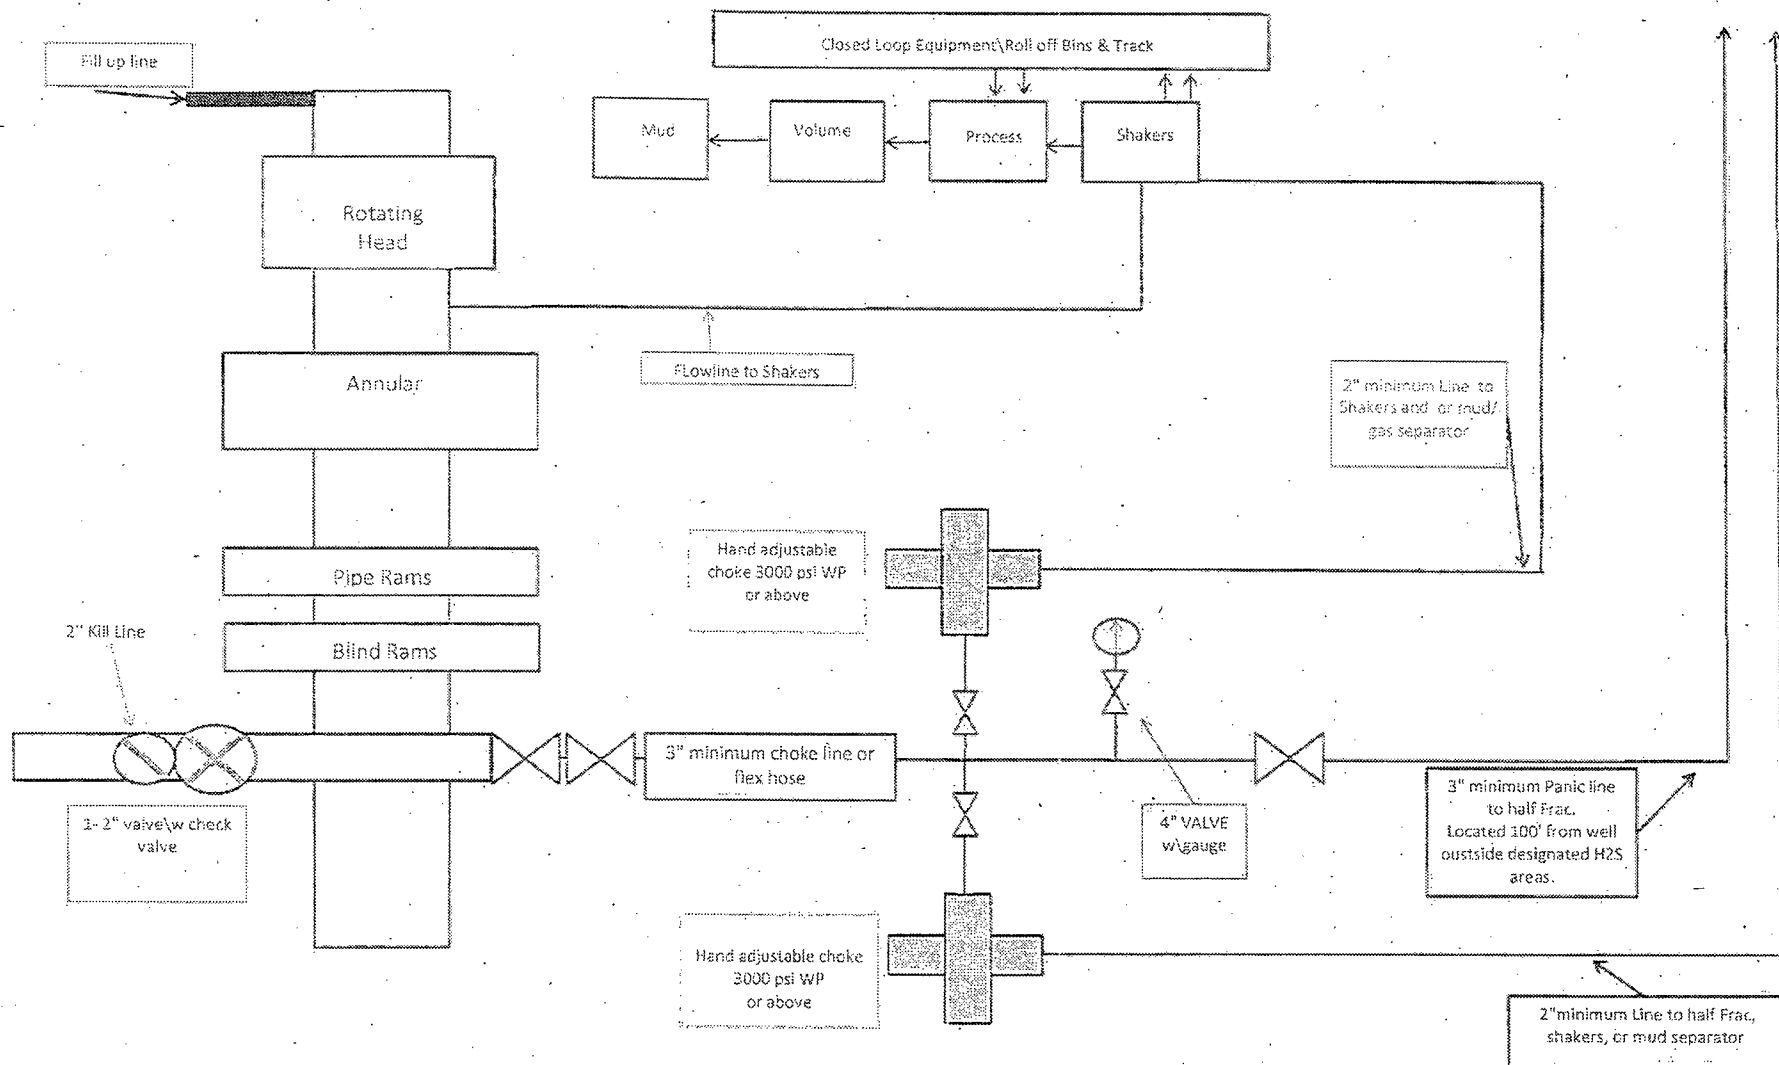 Closed Loop Equipment\Roll off Bins & Track
Fill up line
Mud
Volume
Process
Shakers
Rotating
Head
FLowline to Shakers
Annular
2" minimum Line to
Shakers and or mud/
gas separator
Hand adjustable
choke 3000 psi WP
or above
Pipe Rams
2" Kill Line
Blind Rams
3" minimum choke line or
flex hose
1- 2" valve\w check
valve
4" VALVE
w\gauge
3" minimum Panic line
to half Frac.
Located 100' from well
oustside designated H2S
areas.
Hand adjustable choke
3000 psi WP
or above
2"minimum Line to half Frac,
shakers, or mud separator